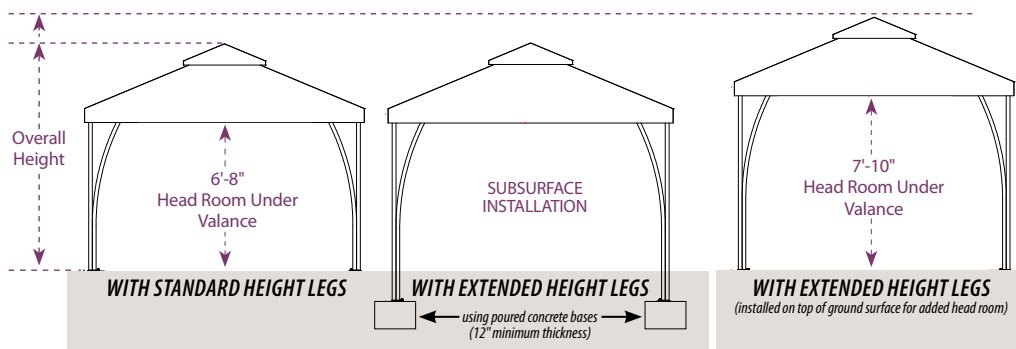 Overall
Height
6'-8"
Head Room Under
Valance
SUBSURFACE
INSTALLATION
7'-10"
Head Room Under
Valance
WITH STANDARD HEIGHT LEGS
WITH EXTENDED HEIGHT LEGS
using poured concrete bases
(12" minimum thickness)
WITH EXTENDED HEIGHT LEGS
(installed on top of ground surface for added head room)